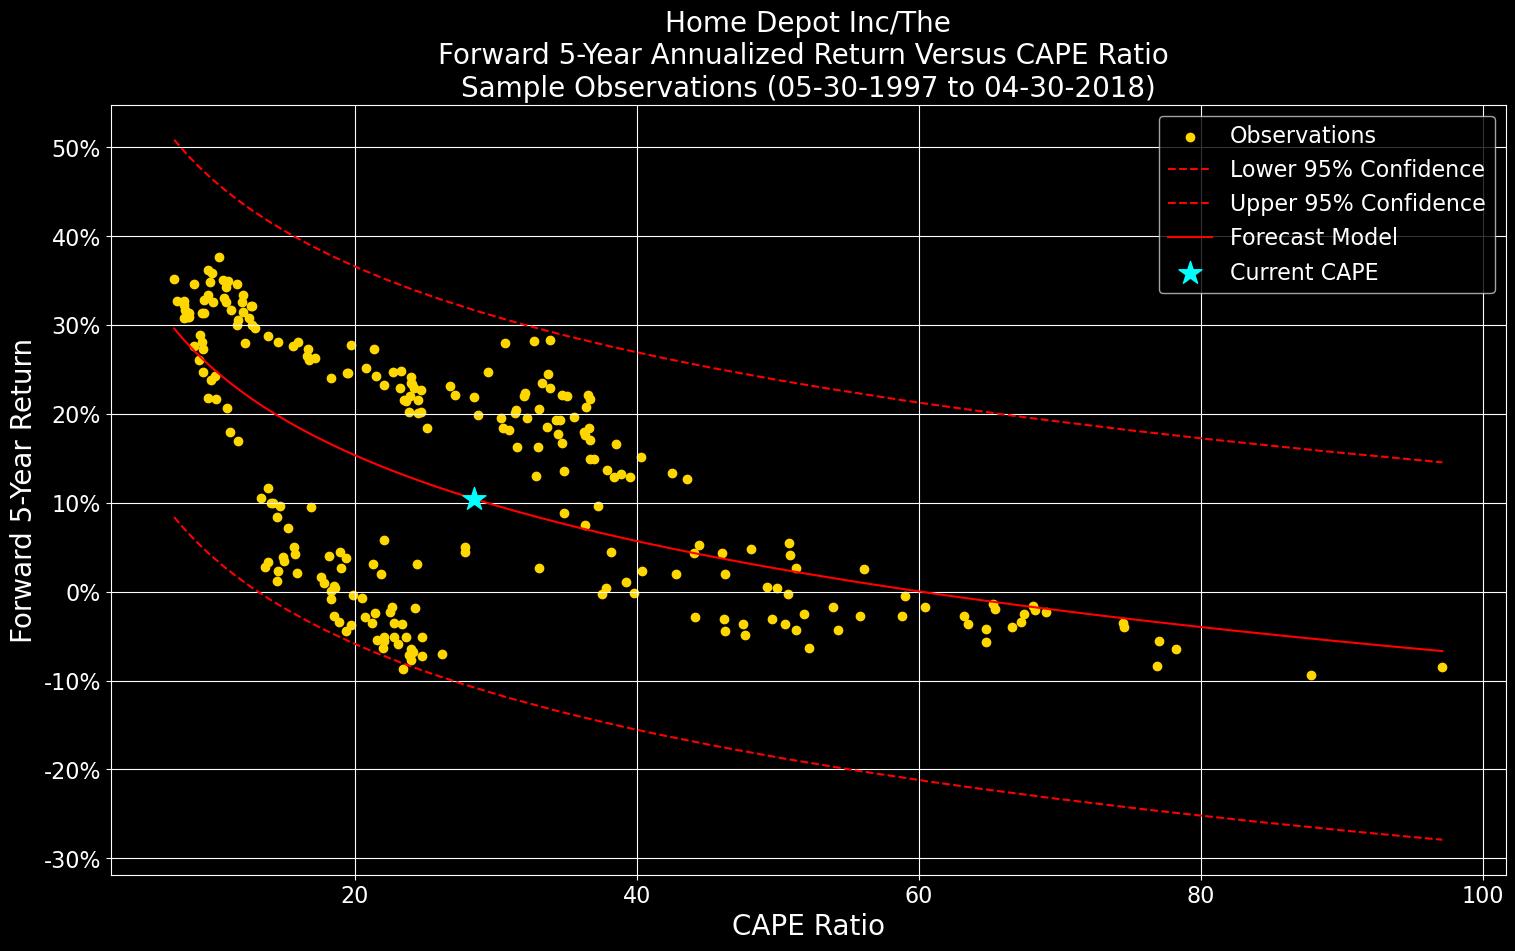 Home Depot Inc/The
Forward 5-Year Annualized Return Versus CAPE Ratio
Sample Observations (05-30-1997 to 04-30-2018)
Observations
Lower 95% Confidence
Upper 95% Confidence
Forecast Model
Current CAPE
Forward 5-Year Return
50%
40%
30%
20%
10%
0%
-10%
-20%
-30%
20 40 60 80 100
CAPE Ratio